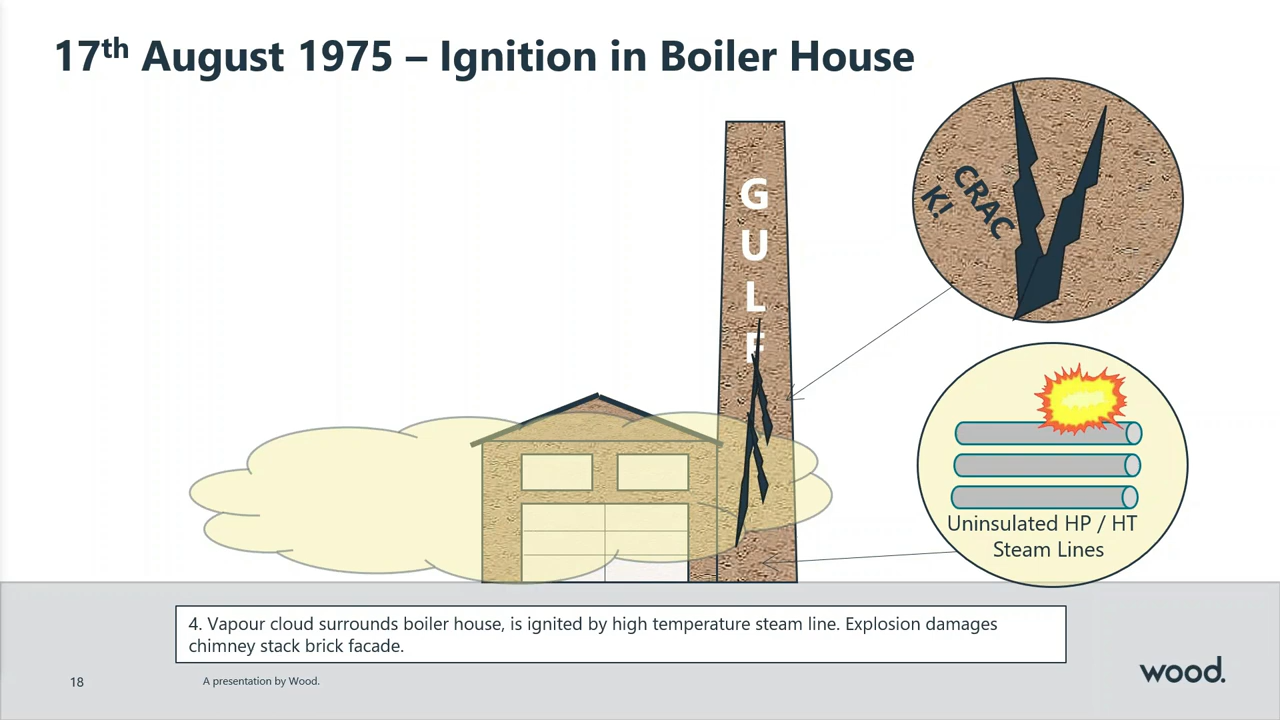 17th August 1975 – Ignition in Boiler House
G
U
L
F
CRAC
K!
Uninsulated HP / HT
Steam Lines
4. Vapour cloud surrounds boiler house, is ignited by high temperature steam line. Explosion damages
chimney stack brick facade.
18
A presentation by Wood.
wood.